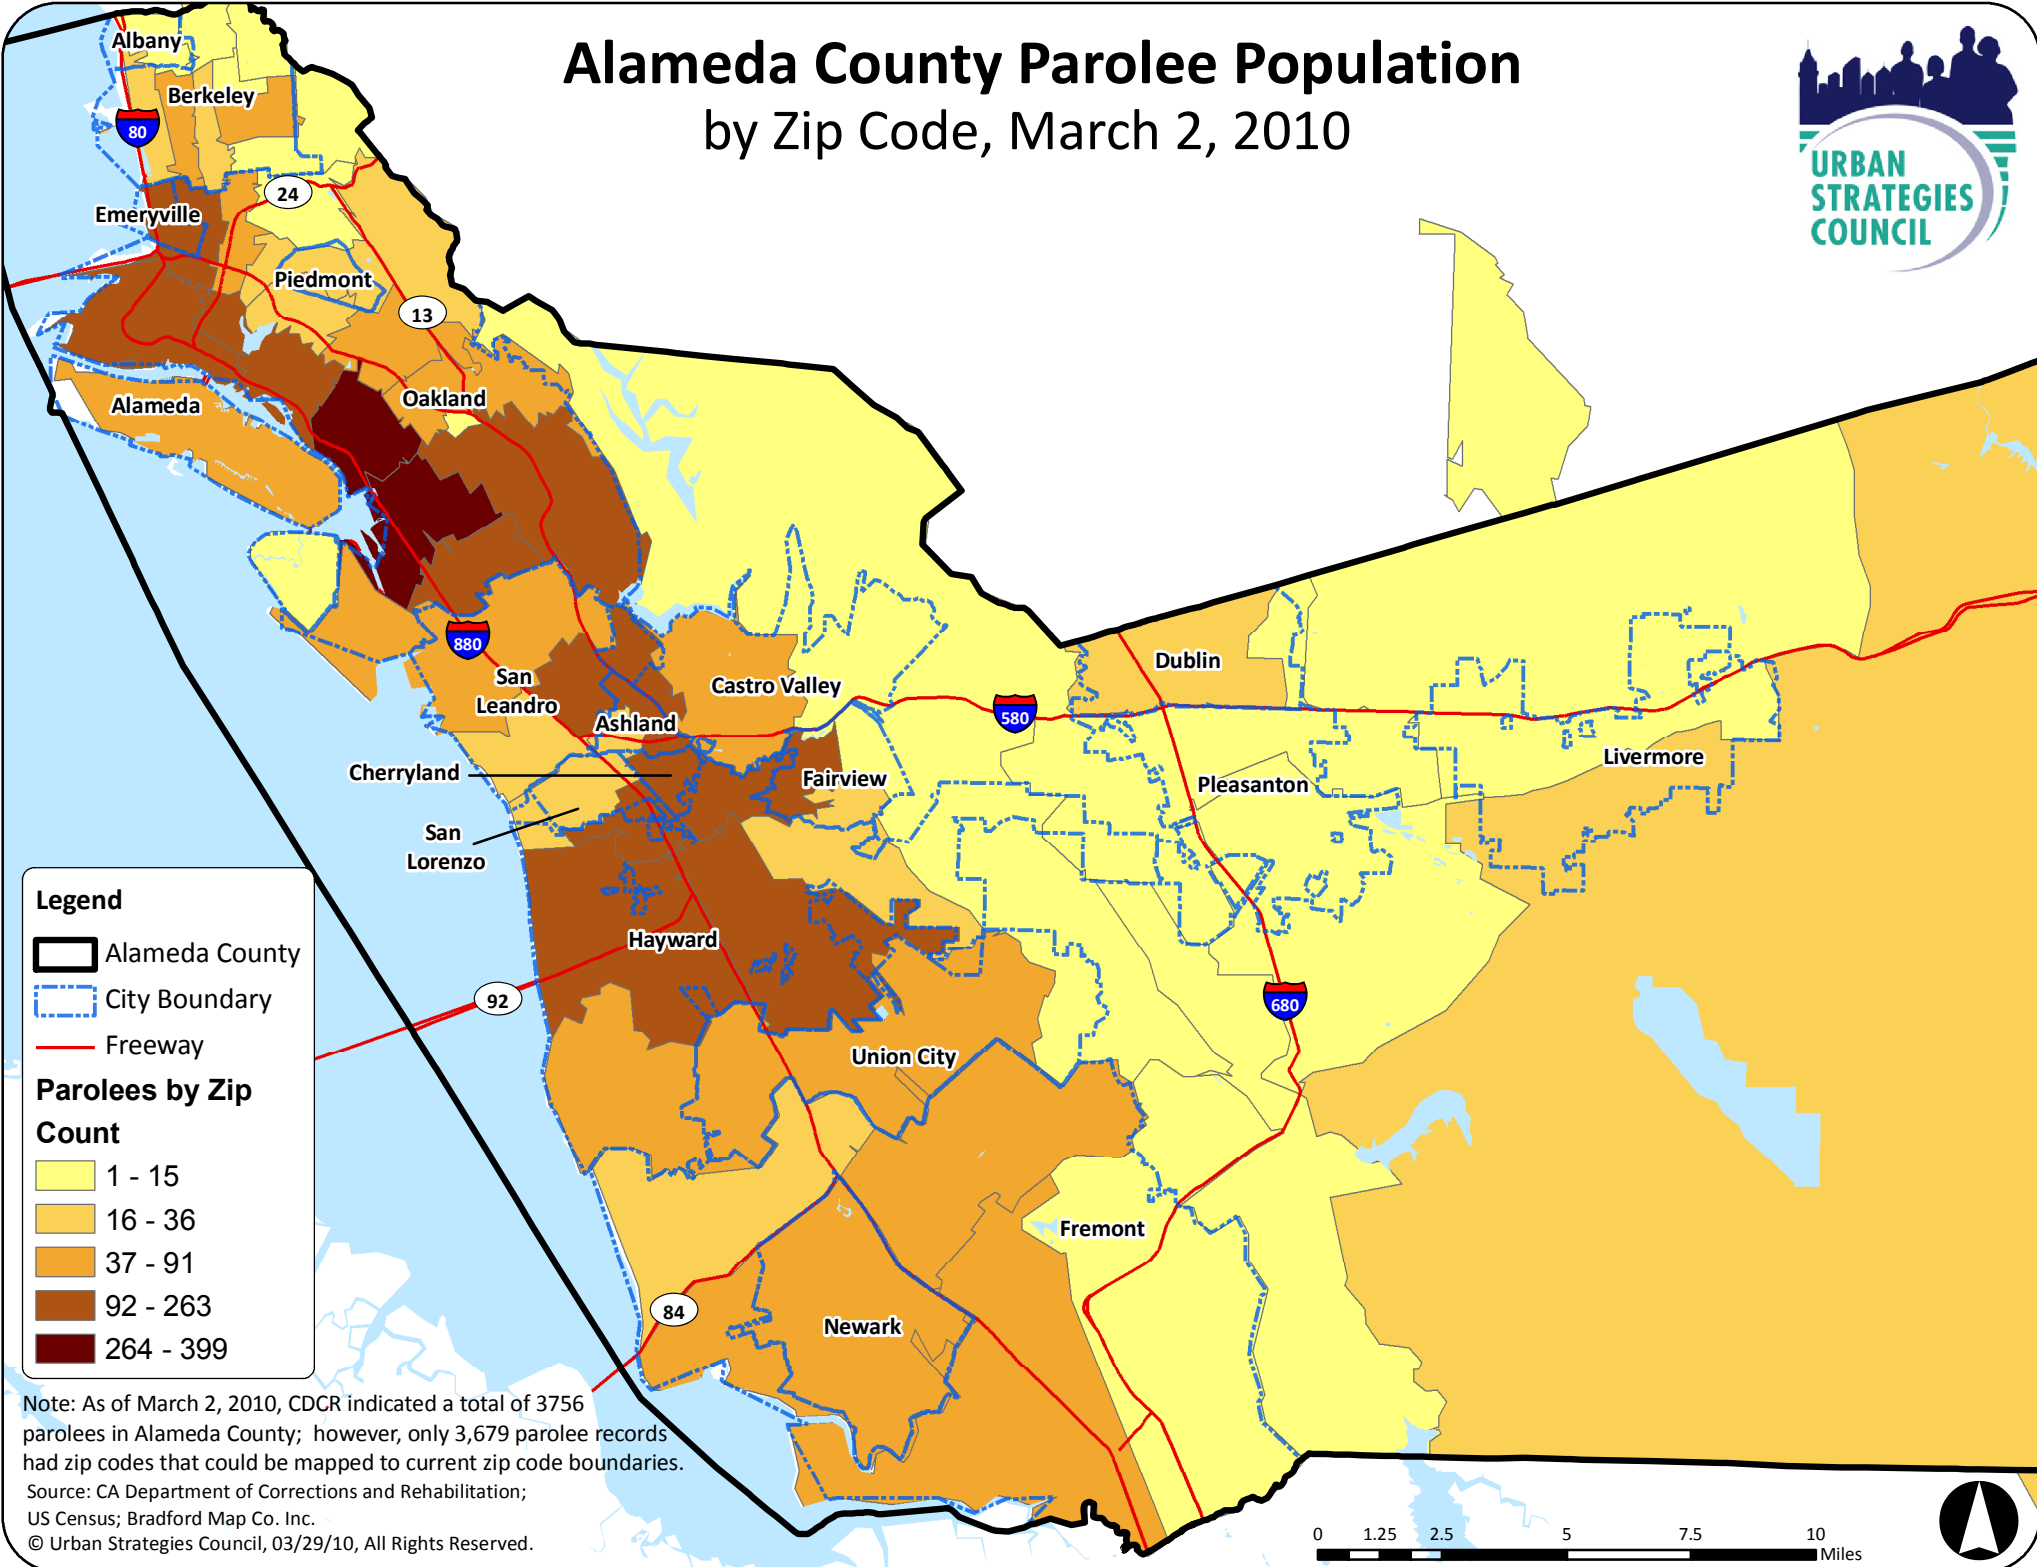 Alameda County Parolee Population
by Zip Code, March 2, 2010
URBAN
STRATEGIES
COUNCIL
Albany
Berkeley
80
24
Emeryville
Piedmont
13
Oakland
Alameda
880
San
Leandro
Castro Valley
Ashland
580
Dublin
Cherryland
Fairview
Pleasanton
Livermore
San
Lorenzo
Hayward
92
680
Union City
Fremont
84
Newark
Legend
Alameda County
City Boundary
Freeway
Parolees by Zip
Count
1 - 15
16 - 36
37 - 91
92 - 263
264 - 399
Note: As of March 2, 2010, CDCR indicated a total of 3756
parolees in Alameda County; however, only 3,679 parolee records
had zip codes that could be mapped to current zip code boundaries.
Source: CA Department of Corrections and Rehabilitation;
US Census; Bradford Map Co. Inc.
© Urban Strategies Council, 03/29/10, All Rights Reserved.
0 1.25 2.5 5 7.5 10
Miles